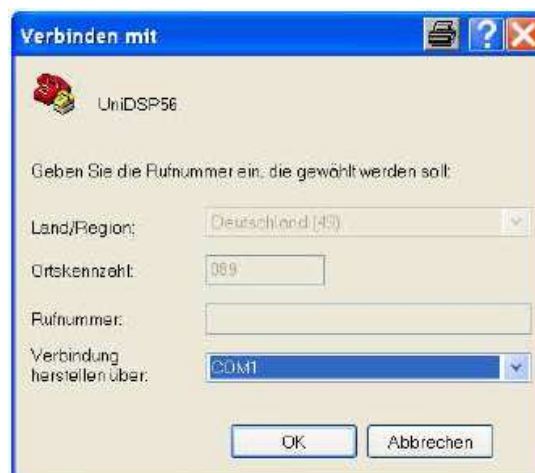 Verbinden mit
UniDSP56
Geben Sie die Rufnummer ein, die gewählt werden soll:
Land/Region: Deutschland (49)
Ortskennzahl: 089
Rufnummer:
Verbindung
herstellen über: COM1
OK Abbrechen